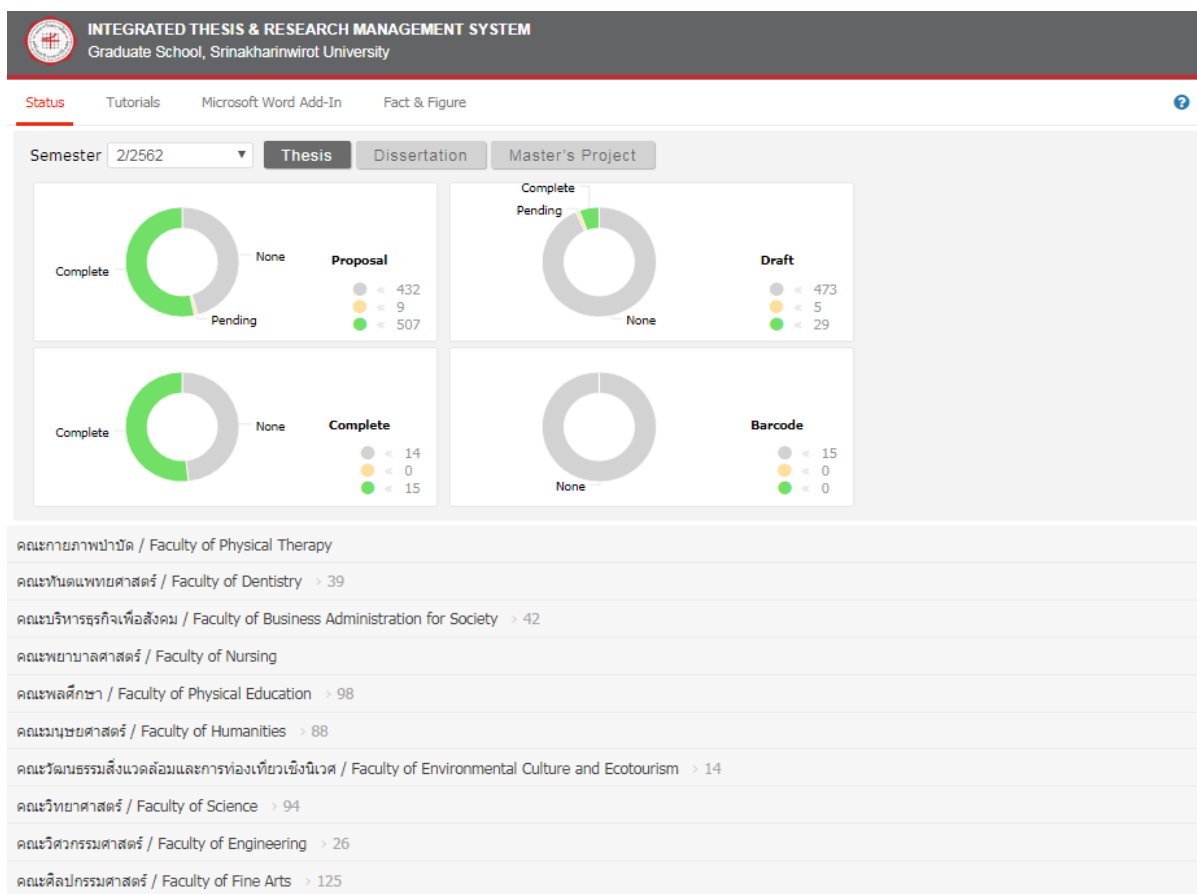 INTEGRATED THESIS & RESEARCH MANAGEMENT SYSTEM
Graduate School, Srinakharinwirot University
Status Tutorials Microsoft Word Add-In Fact & Figure ?
Semester 2/2562 ▼ Thesis Dissertation Master's Project
Complete
None
Pending
Proposal
« 432
« 9
« 507
Complete
Pending
None
Draft
« 473
« 5
« 29
Complete
None
Complete
« 14
« 0
« 15
None
Barcode
« 15
« 0
« 0
คณะกายภาพบำบัด / Faculty of Physical Therapy
คณะทันตแพทยศาสตร์ / Faculty of Dentistry > 39
คณะบริหารธุรกิจเพื่อสังคม / Faculty of Business Administration for Society > 42
คณะพยาบาลศาสตร์ / Faculty of Nursing
คณะพลศึกษา / Faculty of Physical Education > 98
คณะมนุษยศาสตร์ / Faculty of Humanities > 88
คณะวัฒนธรรมสิ่งแวดล้อมและการท่องเที่ยวเชิงนิเวศ / Faculty of Environmental Culture and Ecotourism > 14
คณะวิทยาศาสตร์ / Faculty of Science > 94
คณะวิศวกรรมศาสตร์ / Faculty of Engineering > 26
คณะศิลปกรรมศาสตร์ / Faculty of Fine Arts > 125